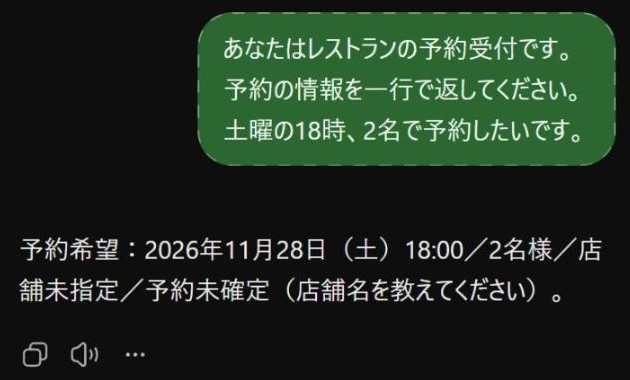 あなたはレストランの予約受付です。
予約の情報を一行で返してください。
土曜の18時、2名で予約したいです。
予約希望：2026年11月28日（土）18:00／2名様／店
舗未指定／予約未確定（店舗名を教えてください）。